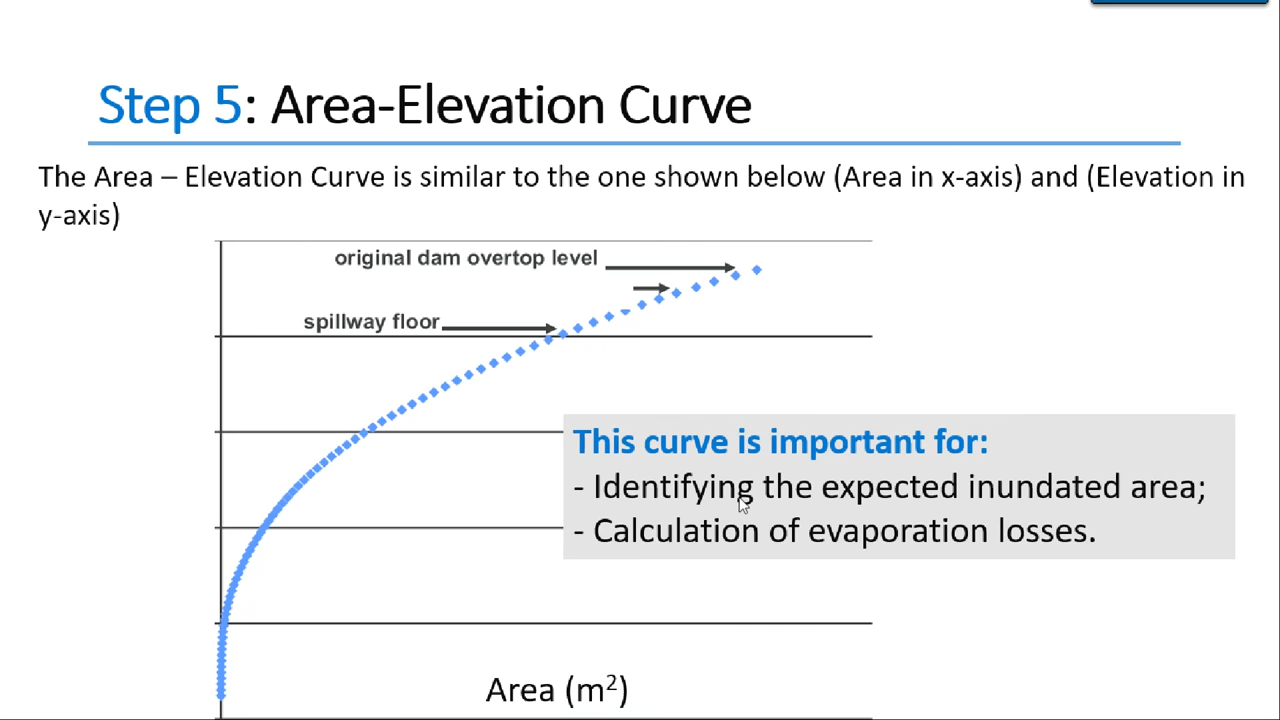 Step 5: Area-Elevation Curve
The Area – Elevation Curve is similar to the one shown below (Area in x-axis) and (Elevation in
y-axis)
original dam overtop level
spillway floor
This curve is important for:
- Identifying the expected inundated area;
- Calculation of evaporation losses.
Area (m²)